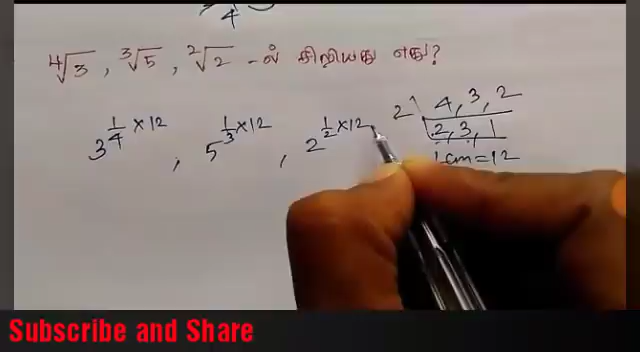 4
⁴√3 , ³√5 , ²√2 -ல் சிறியது எது?
3^(1/4 × 12) , 5^(1/3 × 12) , 2^(1/2 × 12)
2 4, 3, 2
2, 3, 1
lcm = 12
Subscribe and Share